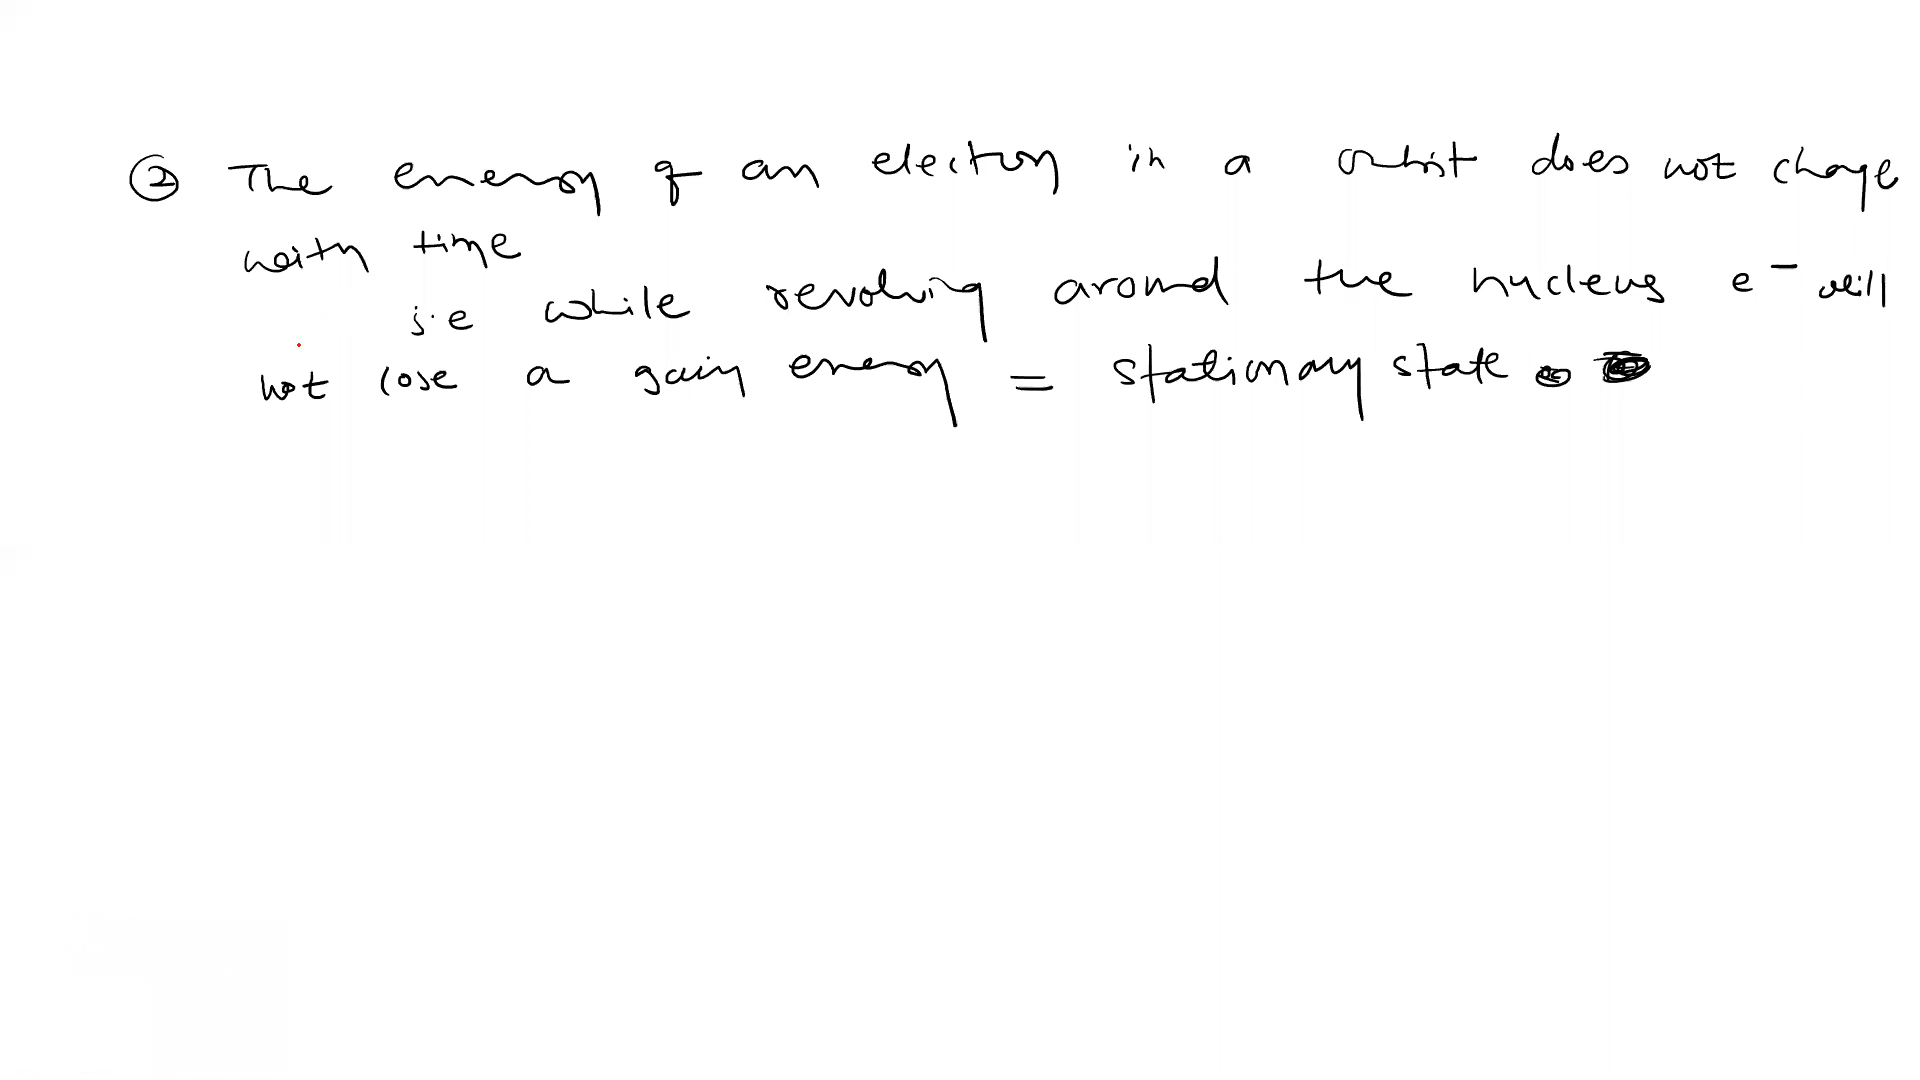 ② The energy of an electron in a orbit does not change
with time
i.e while revolving around the nucleus e⁻ will
not lose or gain energy = stationary state